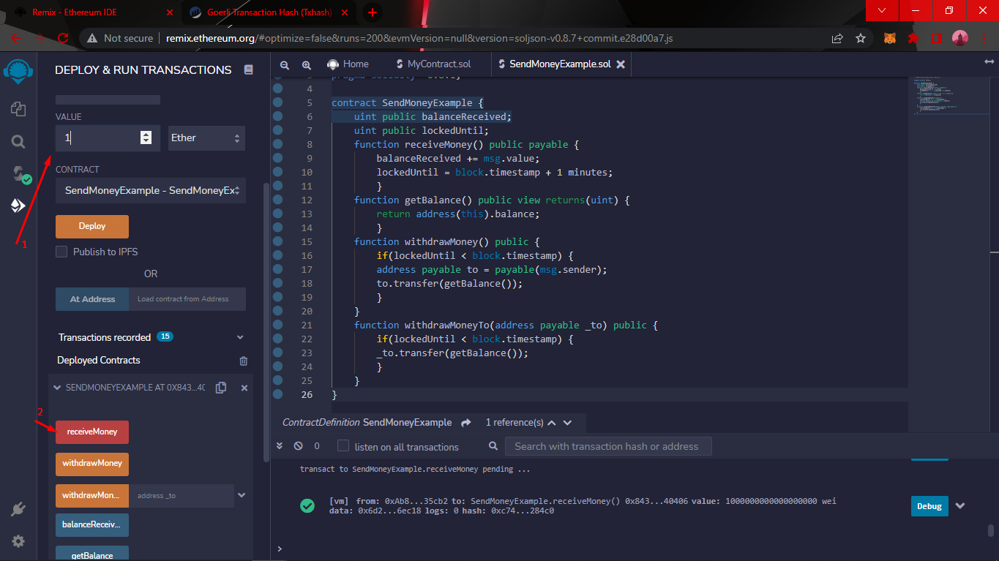 Remix - Ethereum IDE
Goerli Transaction Hash (Txhash)
Not secure | remix.ethereum.org/#optimize=false&runs=200&evmVersion=null&version=soljson-v0.8.7+commit.e28d00a7.js
DEPLOY & RUN TRANSACTIONS
VALUE
1
Ether
CONTRACT
SendMoneyExample - SendMoneyEx
Deploy
1
Publish to IPFS
OR
At Address
Load contract from Address
Transactions recorded 15
Deployed Contracts
SENDMONEYEXAMPLE AT 0X843...40
2
receiveMoney
withdrawMoney
withdrawMon...
address _to
balanceReceiv...
getBalance
Home
MyContract.sol
SendMoneyExample.sol
4
5 contract SendMoneyExample {
6 uint public balanceReceived;
7 uint public lockedUntil;
8 function receiveMoney() public payable {
9 balanceReceived += msg.value;
10 lockedUntil = block.timestamp + 1 minutes;
11 }
12 function getBalance() public view returns(uint) {
13 return address(this).balance;
14 }
15 function withdrawMoney() public {
16 if(lockedUntil < block.timestamp) {
17 address payable to = payable(msg.sender);
18 to.transfer(getBalance());
19 }
20 }
21 function withdrawMoneyTo(address payable _to) public {
22 if(lockedUntil < block.timestamp) {
23 _to.transfer(getBalance());
24 }
25 }
26 }
ContractDefinition SendMoneyExample
1 reference(s)
0
listen on all transactions
Search with transaction hash or address
transact to SendMoneyExample.receiveMoney pending ...
[vm] from: 0xAb8...35cb2 to: SendMoneyExample.receiveMoney() 0x843...40406 value: 1000000000000000000 wei
data: 0x6d2...6ec18 logs: 0 hash: 0xc74...284c0
Debug
>